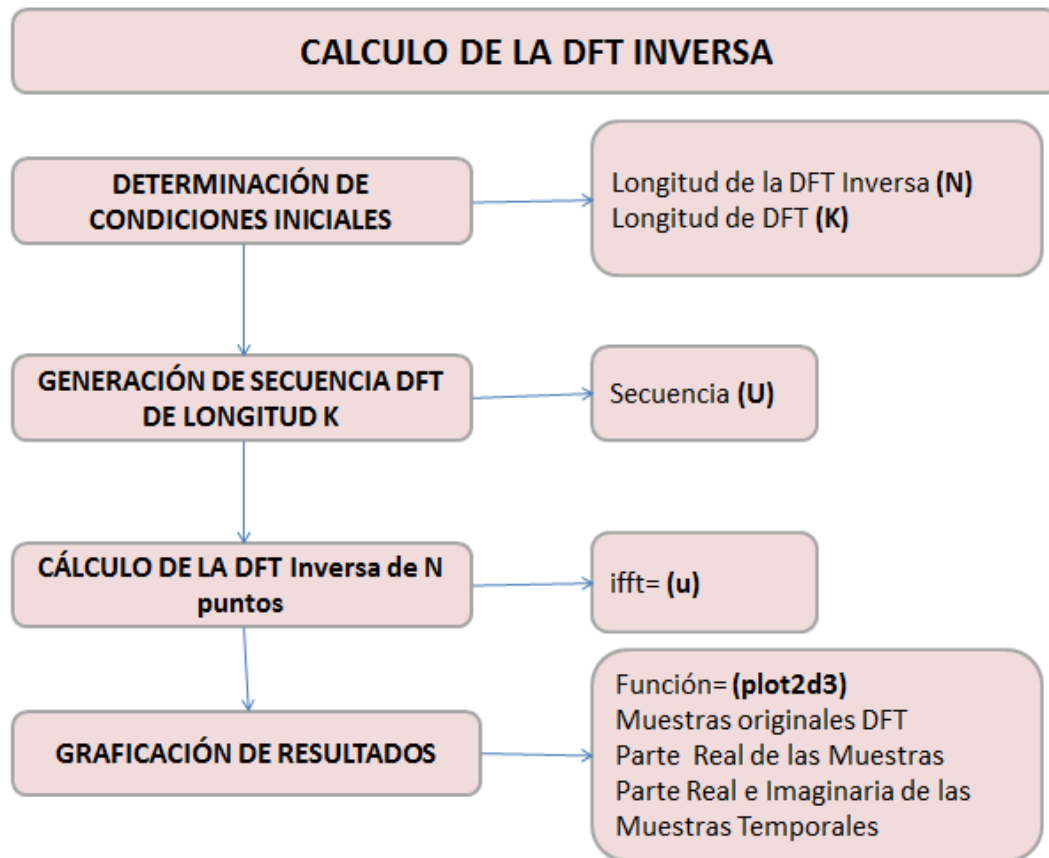 CALCULO DE LA DFT INVERSA
DETERMINACIÓN DE
CONDICIONES INICIALES
Longitud de la DFT Inversa (N)
Longitud de DFT (K)
GENERACIÓN DE SECUENCIA DFT
DE LONGITUD K
Secuencia (U)
CÁLCULO DE LA DFT Inversa de N
puntos
ifft= (u)
GRAFICACIÓN DE RESULTADOS
Función= (plot2d3)
Muestras originales DFT
Parte Real de las Muestras
Parte Real e Imaginaria de las
Muestras Temporales